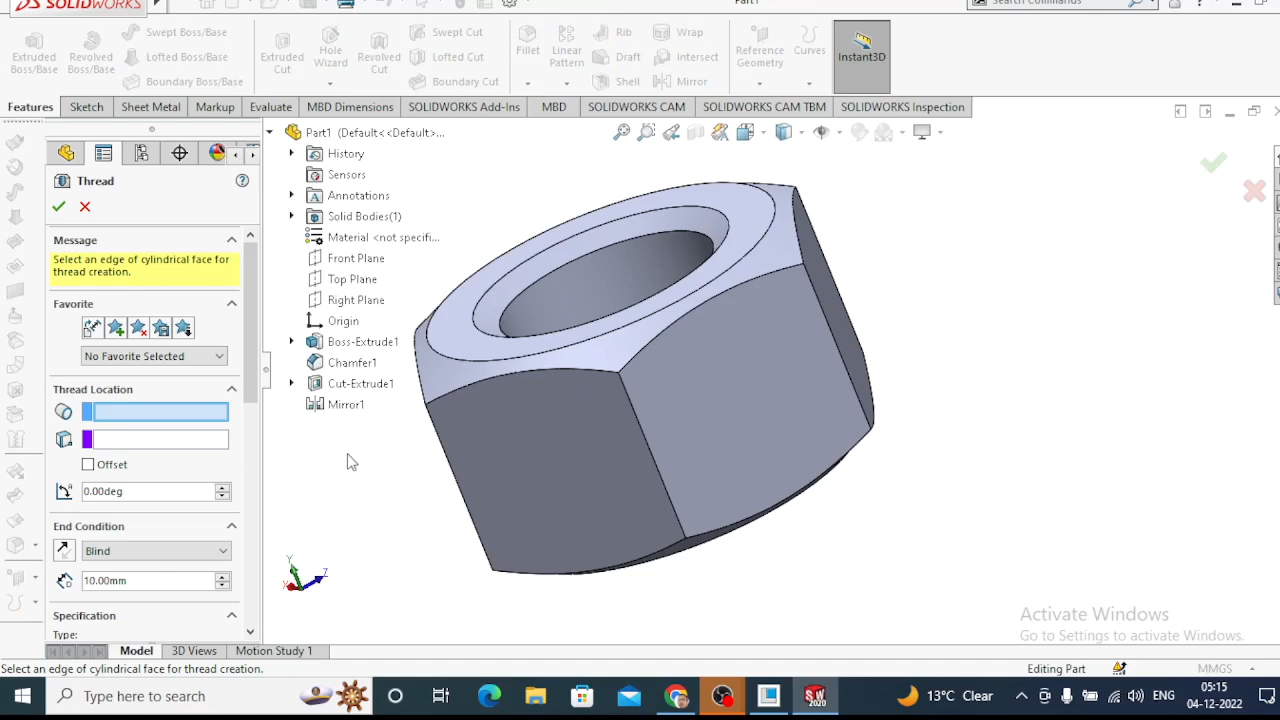 SOLIDWORKS
Part1
Search Commands
Extruded Boss/Base
Revolved Boss/Base
Swept Boss/Base
Lofted Boss/Base
Boundary Boss/Base
Extruded Cut
Hole Wizard
Revolved Cut
Swept Cut
Lofted Cut
Boundary Cut
Fillet
Linear Pattern
Rib
Draft
Shell
Wrap
Intersect
Mirror
Reference Geometry
Curves
Instant3D
Features
Sketch
Sheet Metal
Markup
Evaluate
MBD Dimensions
SOLIDWORKS Add-Ins
MBD
SOLIDWORKS CAM
SOLIDWORKS CAM TBM
SOLIDWORKS Inspection
Thread
Message
Select an edge of cylindrical face for
thread creation.
Favorite
No Favorite Selected
Thread Location
Offset
0.00deg
End Condition
Blind
10.00mm
Specification
Type:
Part1 (Default<<Default>...
History
Sensors
Annotations
Solid Bodies(1)
Material <not specifi...
Front Plane
Top Plane
Right Plane
Origin
Boss-Extrude1
Chamfer1
Cut-Extrude1
Mirror1
Y
Z
X
Activate Windows
Go to Settings to activate Windows.
Model
3D Views
Motion Study 1
Select an edge of cylindrical face for thread creation.
Editing Part
MMGS
Type here to search
SW
2020
13°C Clear
ENG
05:15
04-12-2022